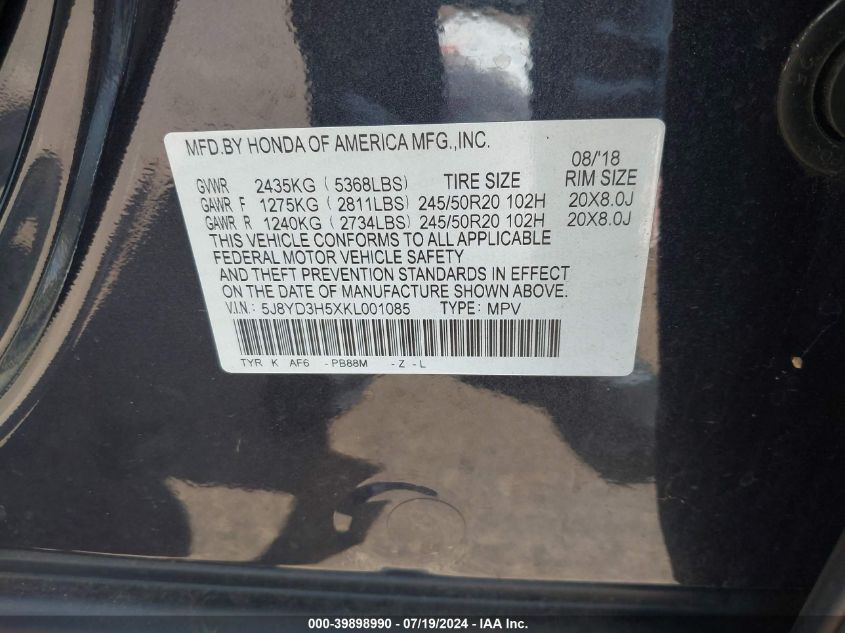 MFD.BY HONDA OF AMERICA MFG.,INC.
08/'18
GVWR 2435KG ( 5368LBS) TIRE SIZE RIM SIZE
GAWR F 1275KG ( 2811LBS) 245/50R20 102H 20X8.0J
GAWR R 1240KG ( 2734LBS) 245/50R20 102H 20X8.0J
THIS VEHICLE CONFORMS TO ALL APPLICABLE
FEDERAL MOTOR VEHICLE SAFETY
AND THEFT PREVENTION STANDARDS IN EFFECT
ON THE DATE OF MANUFACTURE SHOWN ABOVE.
V.I.N.: 5J8YD3H5XKL001085 TYPE: MPV
TYR K AF6 -PB88M -Z -L
000-39898990 - 07/19/2024 - IAA Inc.